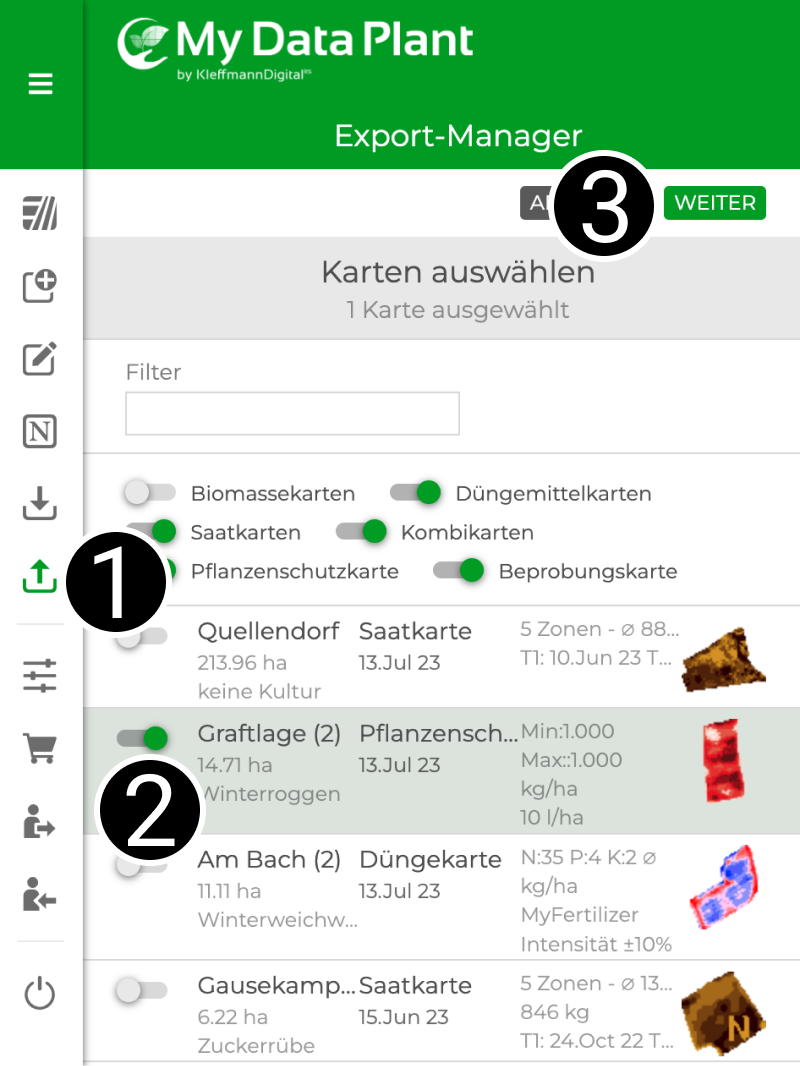 My Data Plant
by KleffmannDigital RS
Export-Manager
3
WEITER
Karten auswählen
1 Karte ausgewählt
Filter
N
Biomassekarten Düngemittelkarten
Saatkarten Kombikarten
1
Pflanzenschutzkarte Beprobungskarte
Quellendorf Saatkarte 5 Zonen - ⌀ 88...
213.96 ha 13.Jul 23 T1: 10.Jun 23 T...
keine Kultur
Graftlage (2) Pflanzensch... Min:1.000
14.71 ha 13.Jul 23 Max::1.000
kg/ha
2 Winterroggen
10 l/ha
Am Bach (2) Düngekarte N:35 P:4 K:2 ⌀
11.11 ha 13.Jul 23 kg/ha
Winterweichw... MyFertilizer
Intensität ±10%
Gausekamp... Saatkarte 5 Zonen - ⌀ 13...
6.22 ha 15.Jun 23 846 kg
Zuckerrübe T1: 24.Oct 22 T...
N